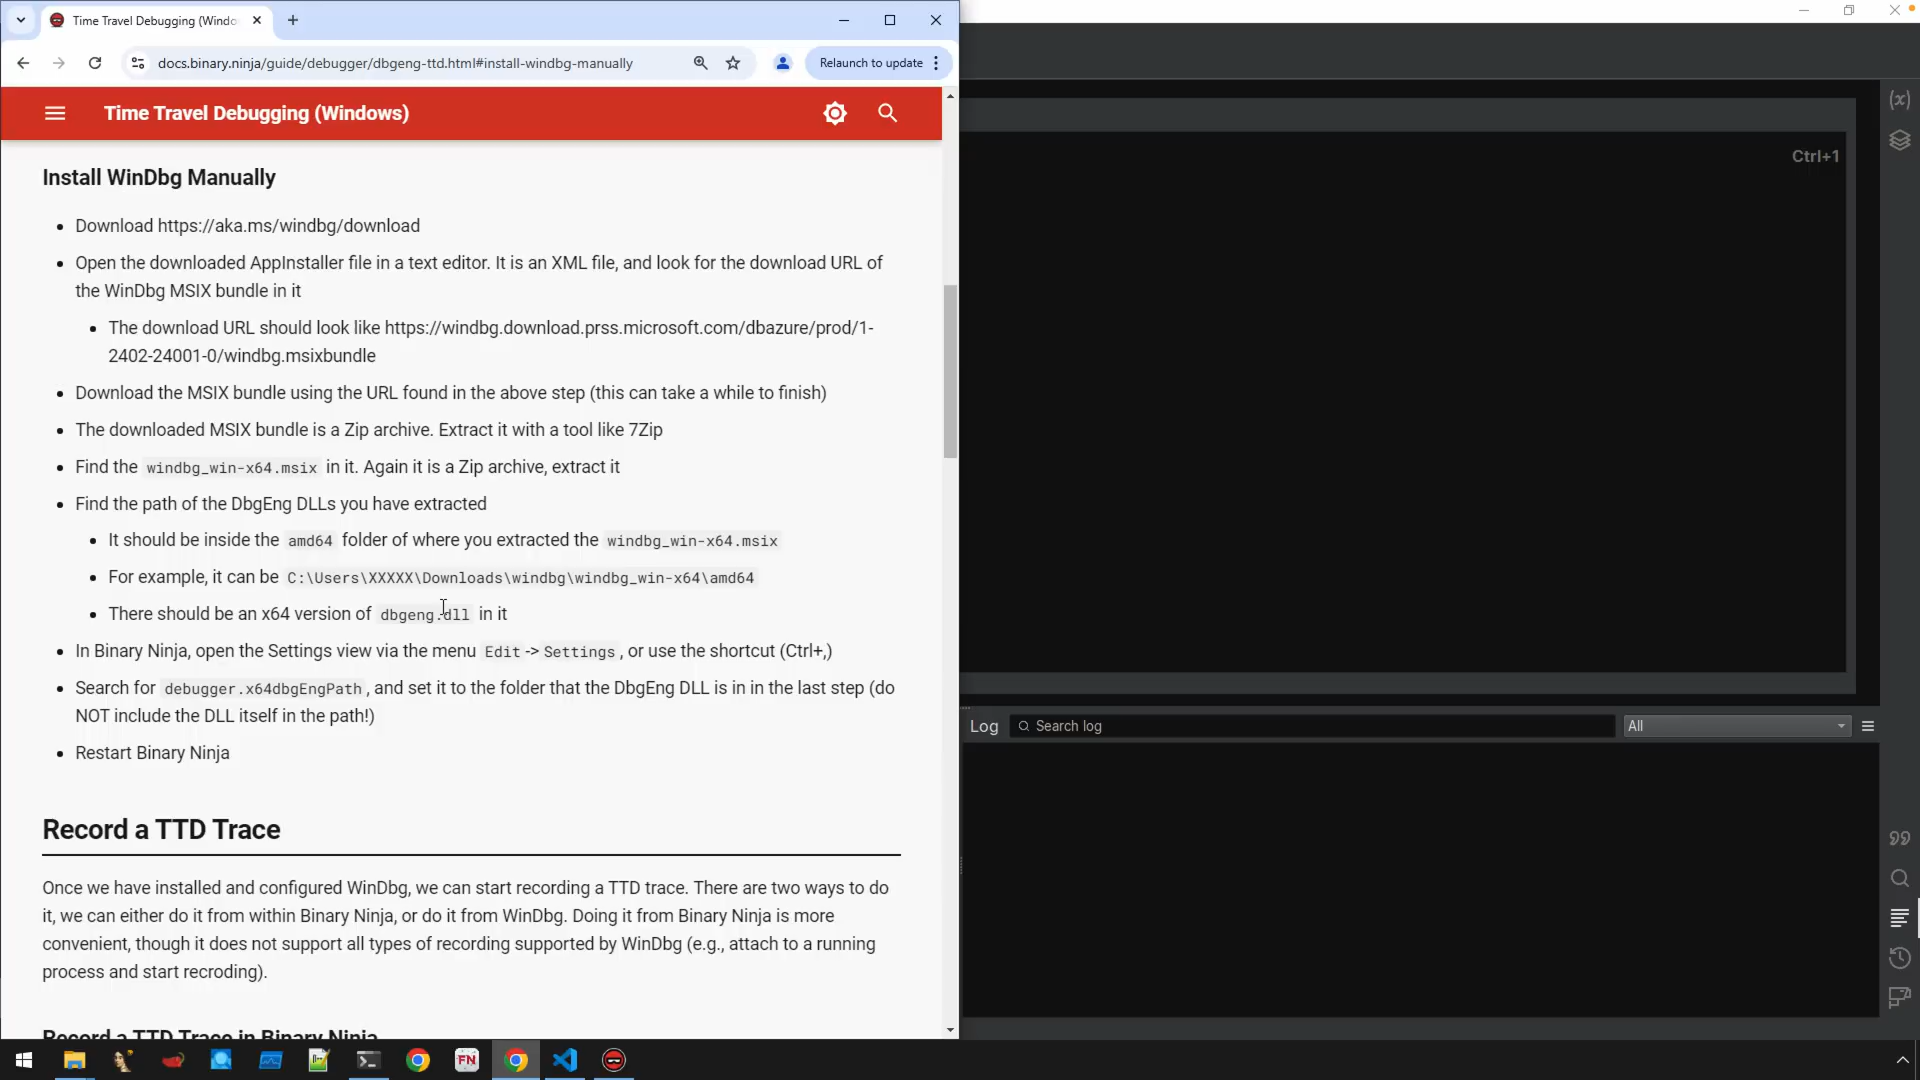 Time Travel Debugging (Windo
docs.binary.ninja/guide/debugger/dbgeng-ttd.html#install-windbg-manually
Relaunch to update
Time Travel Debugging (Windows)
Install WinDbg Manually
Download https://aka.ms/windbg/download
Open the downloaded AppInstaller file in a text editor. It is an XML file, and look for the download URL of
the WinDbg MSIX bundle in it
The download URL should look like https://windbg.download.prss.microsoft.com/dbazure/prod/1-
2402-24001-0/windbg.msixbundle
Download the MSIX bundle using the URL found in the above step (this can take a while to finish)
The downloaded MSIX bundle is a Zip archive. Extract it with a tool like 7Zip
Find the windbg_win-x64.msix in it. Again it is a Zip archive, extract it
Find the path of the DbgEng DLLs you have extracted
It should be inside the amd64 folder of where you extracted the windbg_win-x64.msix
For example, it can be C:\Users\XXXXX\Downloads\windbg\windbg_win-x64\amd64
There should be an x64 version of dbgeng.dll in it
In Binary Ninja, open the Settings view via the menu Edit -> Settings, or use the shortcut (Ctrl+,)
Search for debugger.x64dbgEngPath, and set it to the folder that the DbgEng DLL is in in the last step (do
NOT include the DLL itself in the path!)
Restart Binary Ninja
Record a TTD Trace
Once we have installed and configured WinDbg, we can start recording a TTD trace. There are two ways to do
it, we can either do it from within Binary Ninja, or do it from WinDbg. Doing it from Binary Ninja is more
convenient, though it does not support all types of recording supported by WinDbg (e.g., attach to a running
process and start recroding).
Record a TTD Trace in Binary Ninja
Ctrl+1
Log
Search log
All
FN